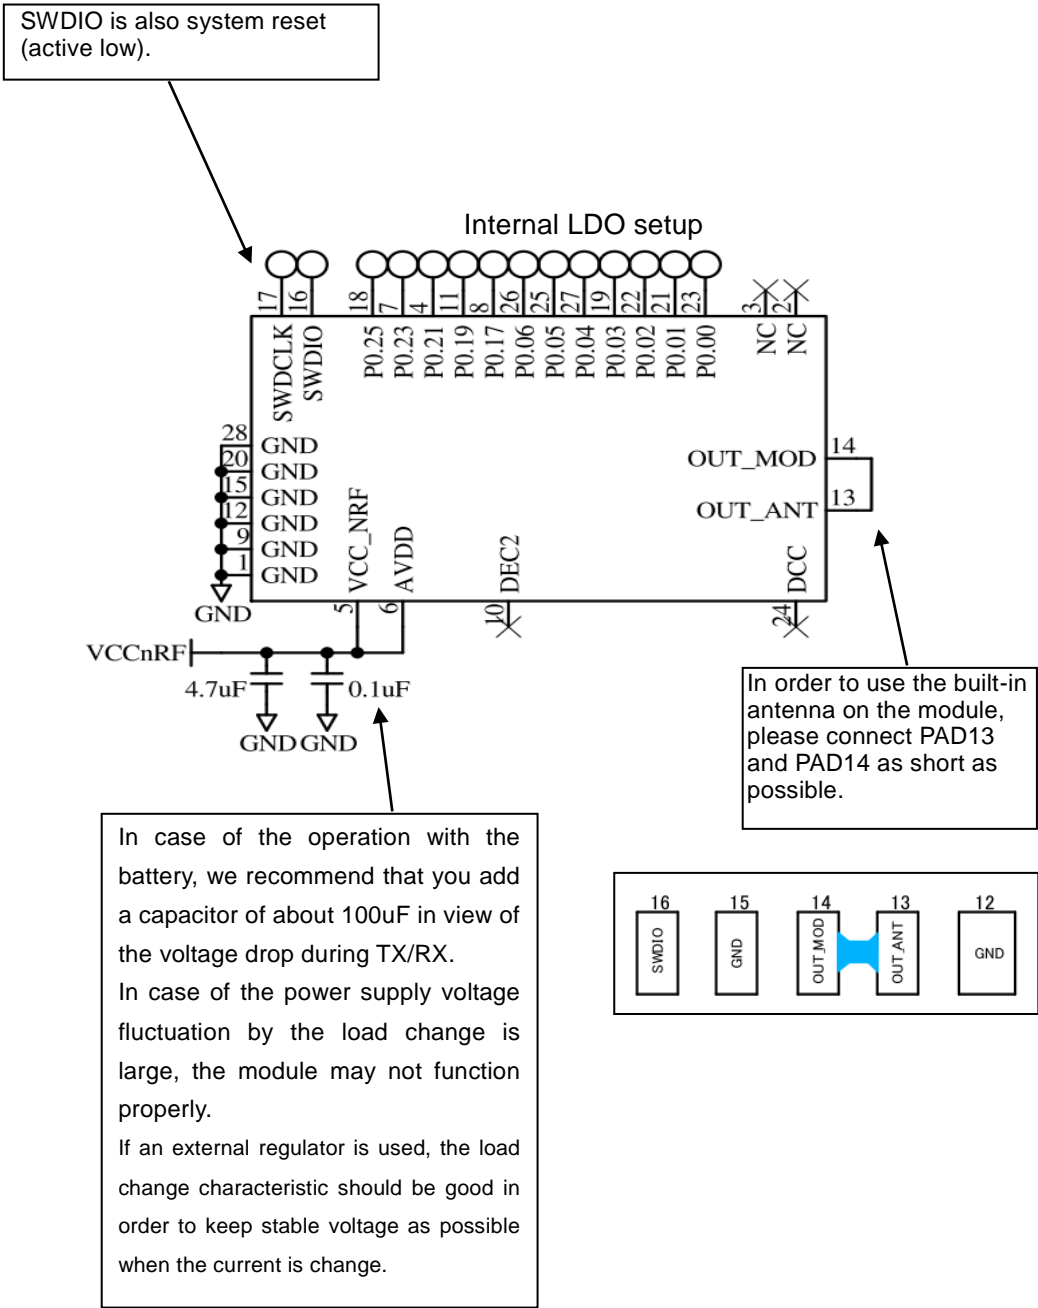 SWDIO is also system reset
(active low).
Internal LDO setup
17
16
18
7
4
11
8
26
25
27
19
22
21
23
3
2
SWDCLK
SWDIO
P0.25
P0.23
P0.21
P0.19
P0.17
P0.06
P0.05
P0.04
P0.03
P0.02
P0.01
P0.00
NC
NC
28
GND
20
GND
15
GND
12
GND
9
GND
1
GND
GND
OUT_MOD
14
OUT_ANT
13
VCC_NRF
AVDD
DEC2
DCC
5
6
10
24
VCCnRF
4.7uF
0.1uF
GND
GND
In order to use the built-in
antenna on the module,
please connect PAD13
and PAD14 as short as
possible.
In case of the operation with the
battery, we recommend that you add
a capacitor of about 100uF in view of
the voltage drop during TX/RX.
In case of the power supply voltage
fluctuation by the load change is
large, the module may not function
properly.
If an external regulator is used, the load
change characteristic should be good in
order to keep stable voltage as possible
when the current is change.
16
15
14
13
12
SWDIO
GND
OUT_MOD
OUT_ANT
GND